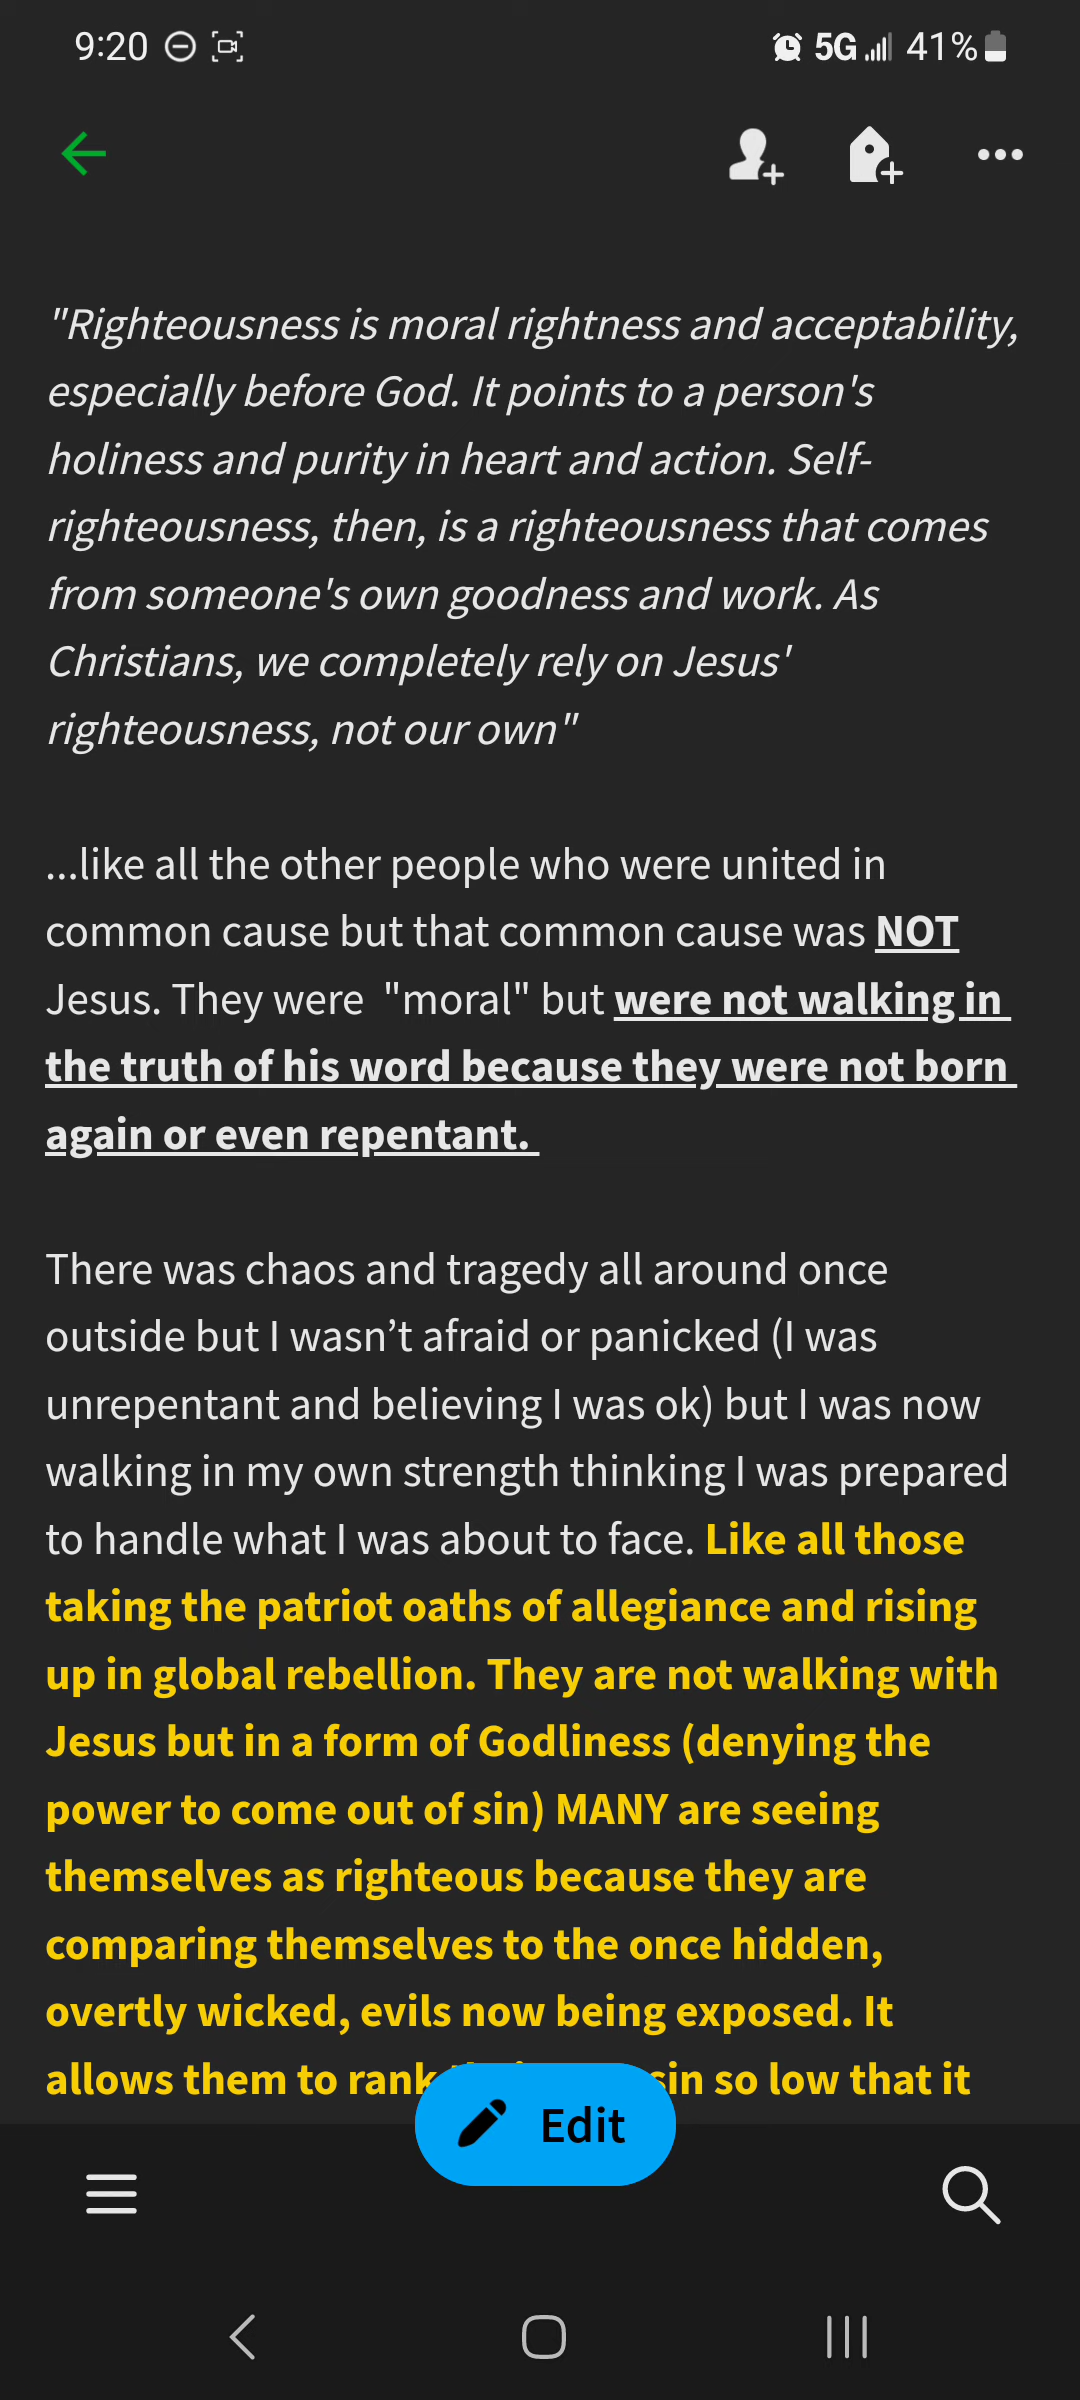 9:20
5G 41%
"Righteousness is moral rightness and acceptability,
especially before God. It points to a person's
holiness and purity in heart and action. Self-
righteousness, then, is a righteousness that comes
from someone's own goodness and work. As
Christians, we completely rely on Jesus'
righteousness, not our own"
...like all the other people who were united in
common cause but that common cause was NOT
Jesus. They were  "moral" but were not walking in
the truth of his word because they were not born
again or even repentant.
There was chaos and tragedy all around once
outside but I wasn’t afraid or panicked (I was
unrepentant and believing I was ok) but I was now
walking in my own strength thinking I was prepared
to handle what I was about to face. Like all those
taking the patriot oaths of allegiance and rising
up in global rebellion. They are not walking with
Jesus but in a form of Godliness (denying the
power to come out of sin) MANY are seeing
themselves as righteous because they are
comparing themselves to the once hidden,
overtly wicked, evils now being exposed. It
allows them to rank sin so low that it
Edit